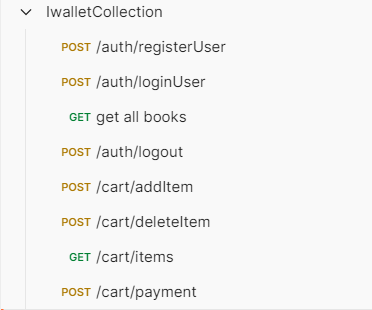 IwalletCollection
POST /auth/registerUser
POST /auth/loginUser
GET get all books
POST /auth/logout
POST /cart/addItem
POST /cart/deleteItem
GET /cart/items
POST /cart/payment